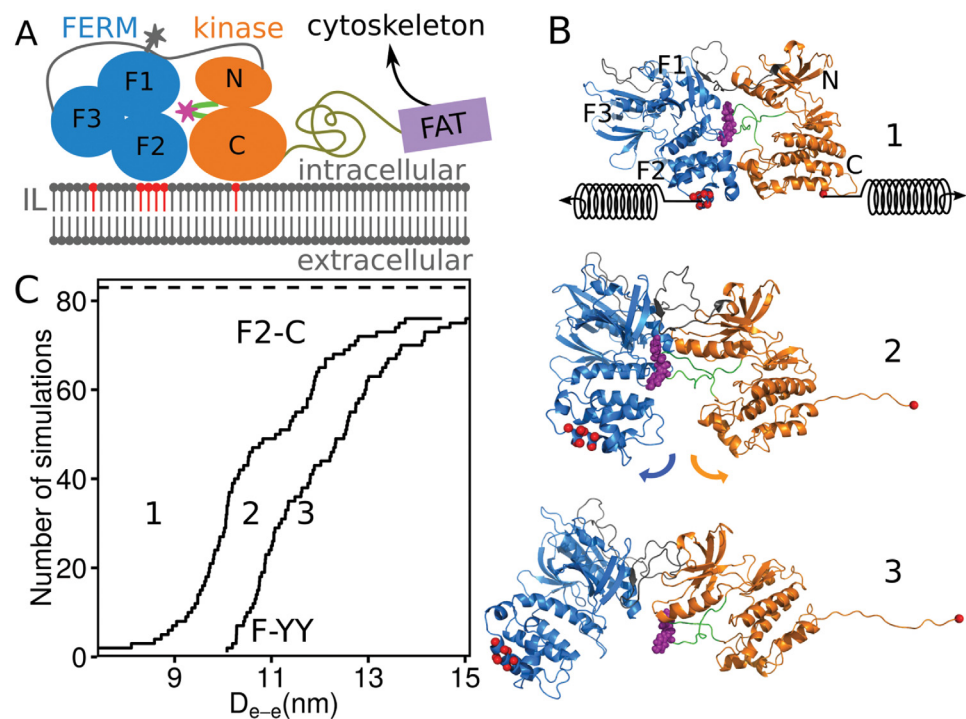 A
FERM
kinase
cytoskeleton
F1
N
F3
F2
C
FAT
intracellular
IL
extracellular
B
F1
N
F3
1
F2
C
2
3
C
80
60
40
20
0
Number of simulations
F2-C
1
2
3
F-YY
9
11
13
15
De-e(nm)